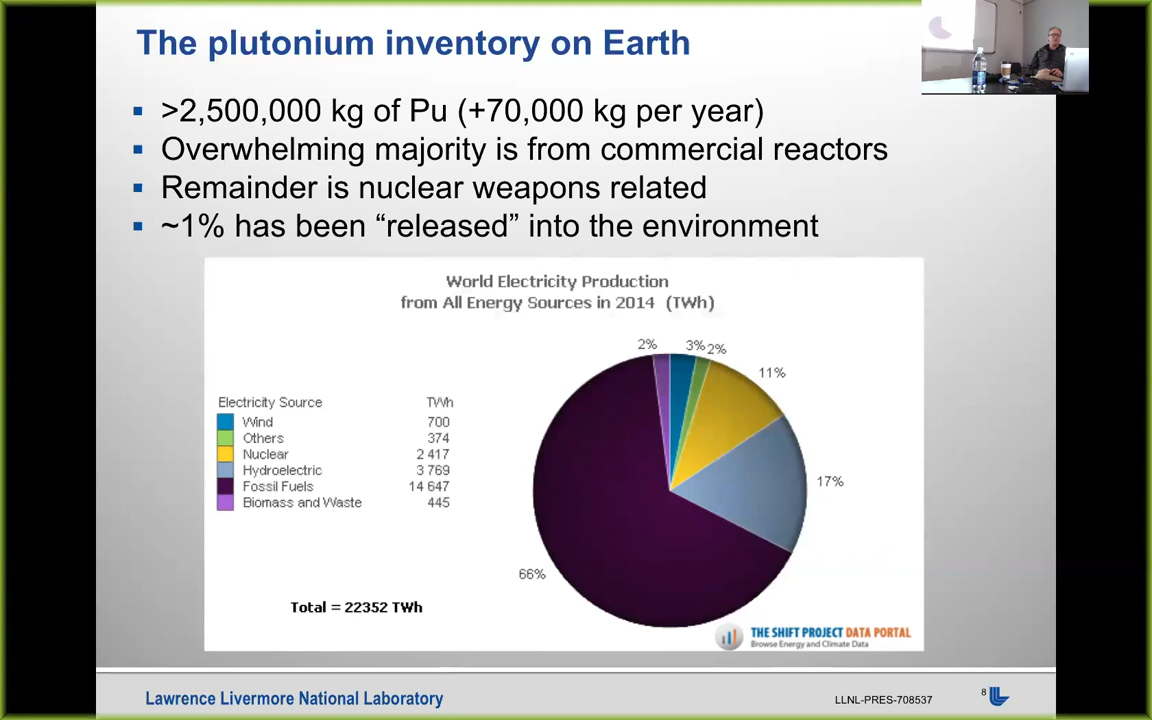 The plutonium inventory on Earth
>2,500,000 kg of Pu (+70,000 kg per year)
Overwhelming majority is from commercial reactors
Remainder is nuclear weapons related
~1% has been “released” into the environment
World Electricity Production
from All Energy Sources in 2014 (TWh)
2% 3% 2%
11%
17%
66%
Electricity Source TWh
Wind 700
Others 374
Nuclear 2 417
Hydroelectric 3 769
Fossil Fuels 14 647
Biomass and Waste 445
Total = 22352 TWh
THE SHIFT PROJECT DATA PORTAL
Browse Energy and Climate Data
Lawrence Livermore National Laboratory
LLNL-PRES-708537
8